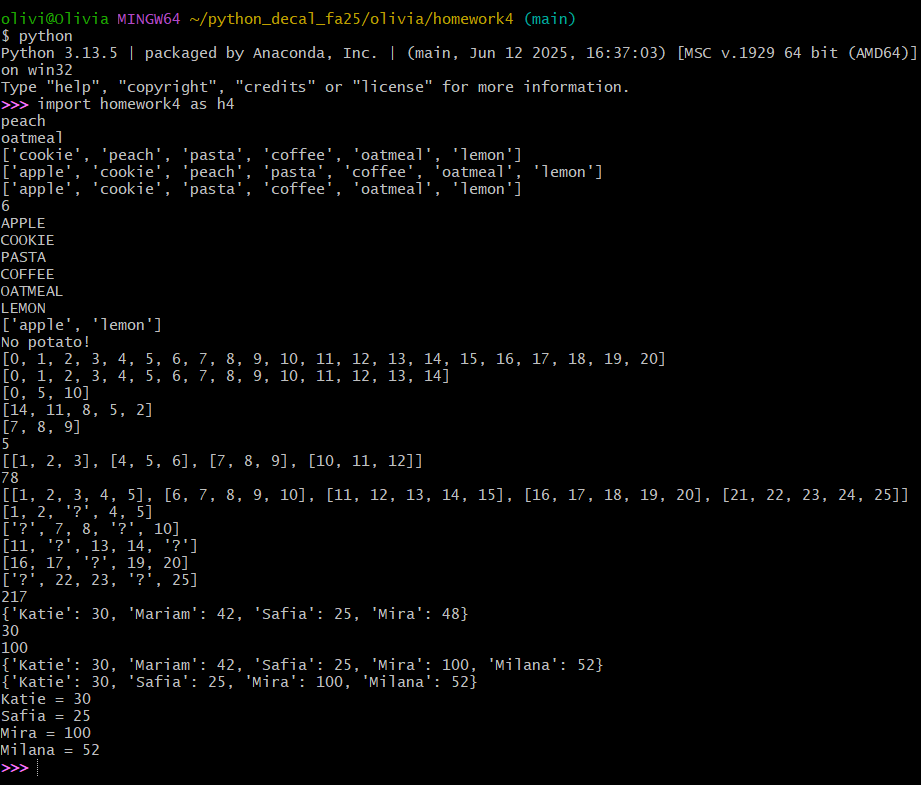 olivi@Olivia MINGW64 ~/python_decal_fa25/olivia/homework4 (main)
$ python
Python 3.13.5 | packaged by Anaconda, Inc. | (main, Jun 12 2025, 16:37:03) [MSC v.1929 64 bit (AMD64)]
on win32
Type "help", "copyright", "credits" or "license" for more information.
>>> import homework4 as h4
peach
oatmeal
['cookie', 'peach', 'pasta', 'coffee', 'oatmeal', 'lemon']
['apple', 'cookie', 'peach', 'pasta', 'coffee', 'oatmeal', 'lemon']
['apple', 'cookie', 'pasta', 'coffee', 'oatmeal', 'lemon']
6
APPLE
COOKIE
PASTA
COFFEE
OATMEAL
LEMON
['apple', 'lemon']
No potato!
[0, 1, 2, 3, 4, 5, 6, 7, 8, 9, 10, 11, 12, 13, 14, 15, 16, 17, 18, 19, 20]
[0, 1, 2, 3, 4, 5, 6, 7, 8, 9, 10, 11, 12, 13, 14]
[0, 5, 10]
[14, 11, 8, 5, 2]
[7, 8, 9]
5
[[1, 2, 3], [4, 5, 6], [7, 8, 9], [10, 11, 12]]
78
[[1, 2, 3, 4, 5], [6, 7, 8, 9, 10], [11, 12, 13, 14, 15], [16, 17, 18, 19, 20], [21, 22, 23, 24, 25]]
[1, 2, '?', 4, 5]
['?', 7, 8, '?', 10]
[11, '?', 13, 14, '?']
[16, 17, '?', 19, 20]
['?', 22, 23, '?', 25]
217
{'Katie': 30, 'Mariam': 42, 'Safia': 25, 'Mira': 48}
30
100
{'Katie': 30, 'Mariam': 42, 'Safia': 25, 'Mira': 100, 'Milana': 52}
{'Katie': 30, 'Safia': 25, 'Mira': 100, 'Milana': 52}
Katie = 30
Safia = 25
Mira = 100
Milana = 52
>>>